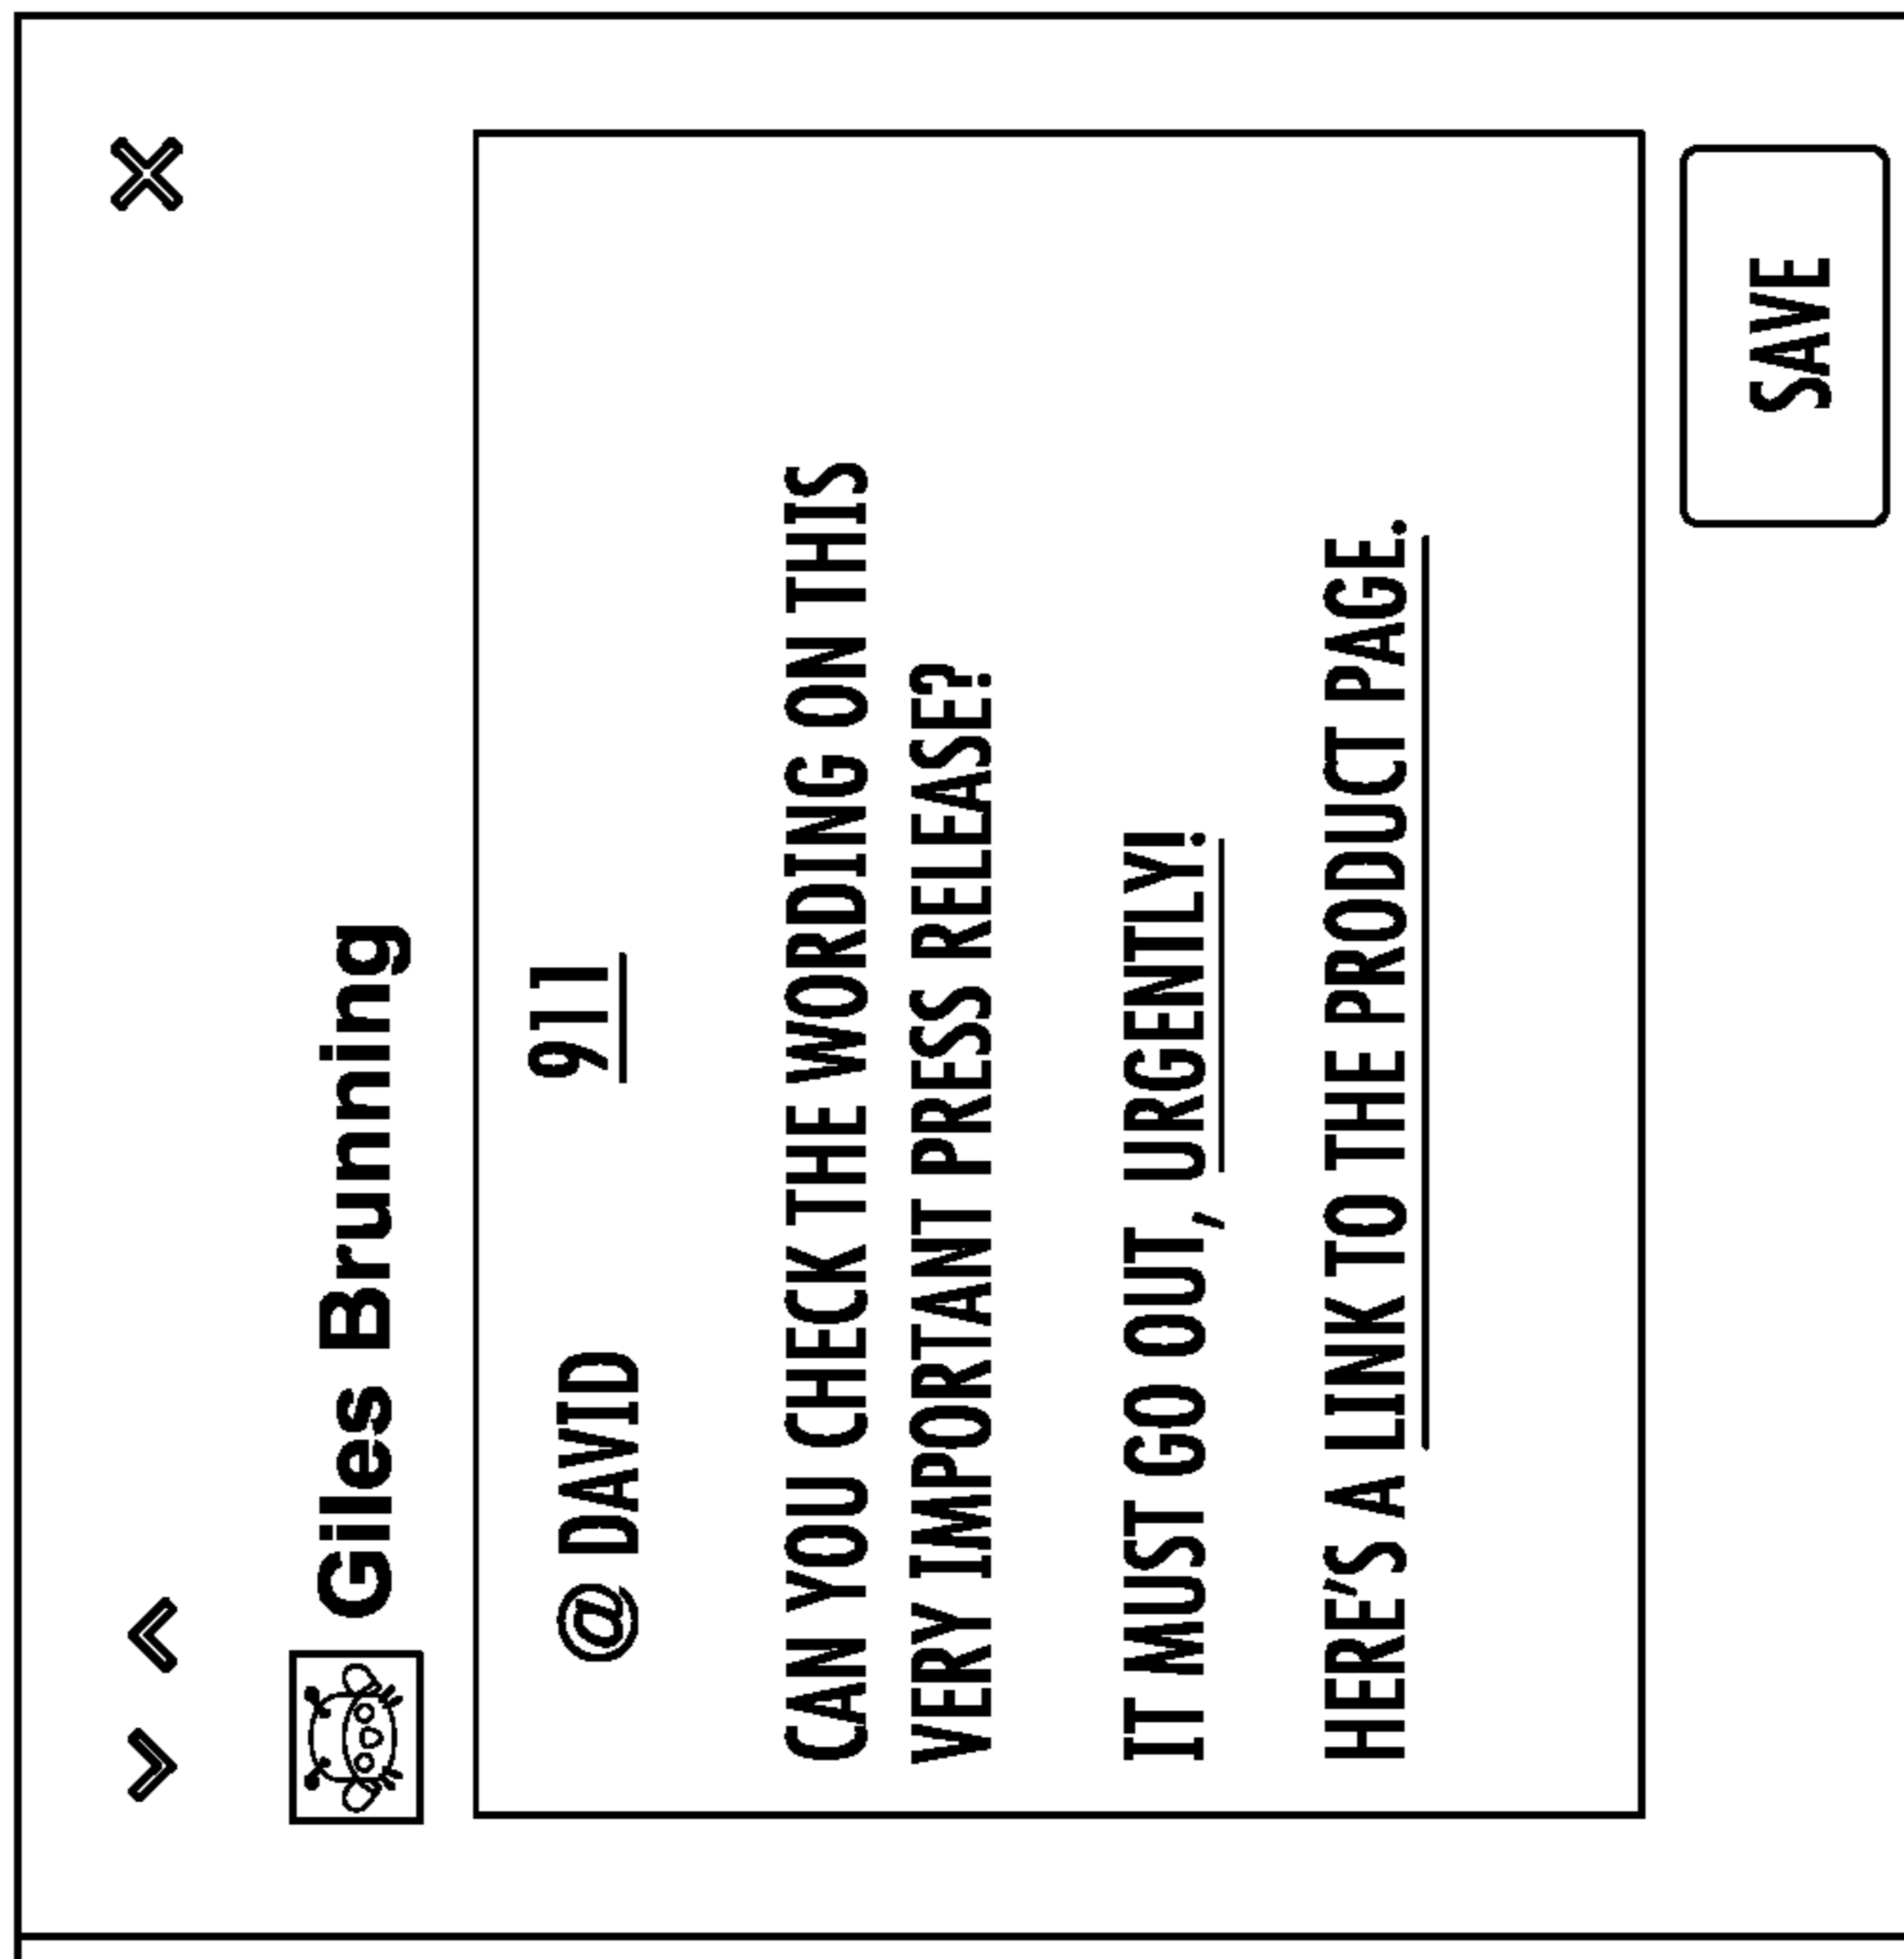 Giles Brunning
911
@ DAVID
CAN YOU CHECK THE WORDING ON THIS
VERY IMPORTANT PRESS RELEASE?
IT MUST GO OUT, URGENTLY!
HERE'S A LINK TO THE PRODUCT PAGE.
SAVE